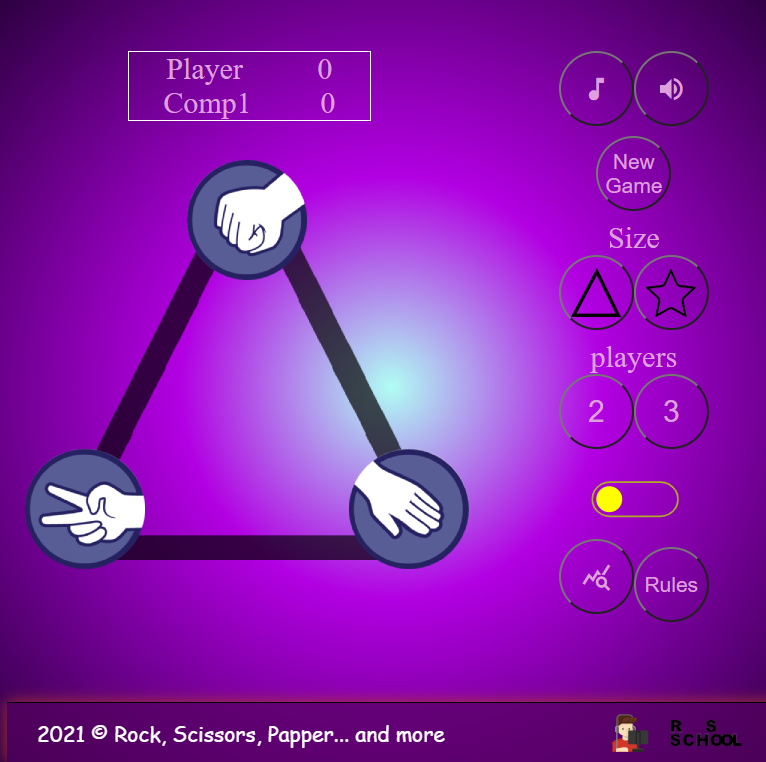 Player 0
Comp1 0
New
Game
Size
players
2 3
Rules
2021 © Rock, Scissors, Papper... and more
R S
SCHOOL